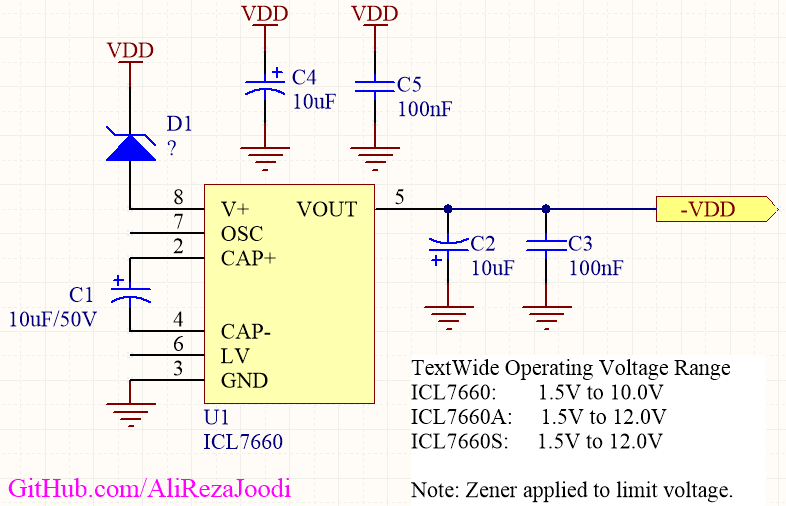 VDD
VDD
VDD
C4
10uF
C5
100nF
D1
?
8
7
2
4
6
3
V+
OSC
CAP+
CAP-
LV
GND
VOUT
5
-VDD
+
C1
10uF/50V
+
+
C2
10uF
C3
100nF
U1
ICL7660
TextWide Operating Voltage Range
ICL7660: 1.5V to 10.0V
ICL7660A: 1.5V to 12.0V
ICL7660S: 1.5V to 12.0V
Note: Zener applied to limit voltage.
GitHub.com/AliRezaJoodi